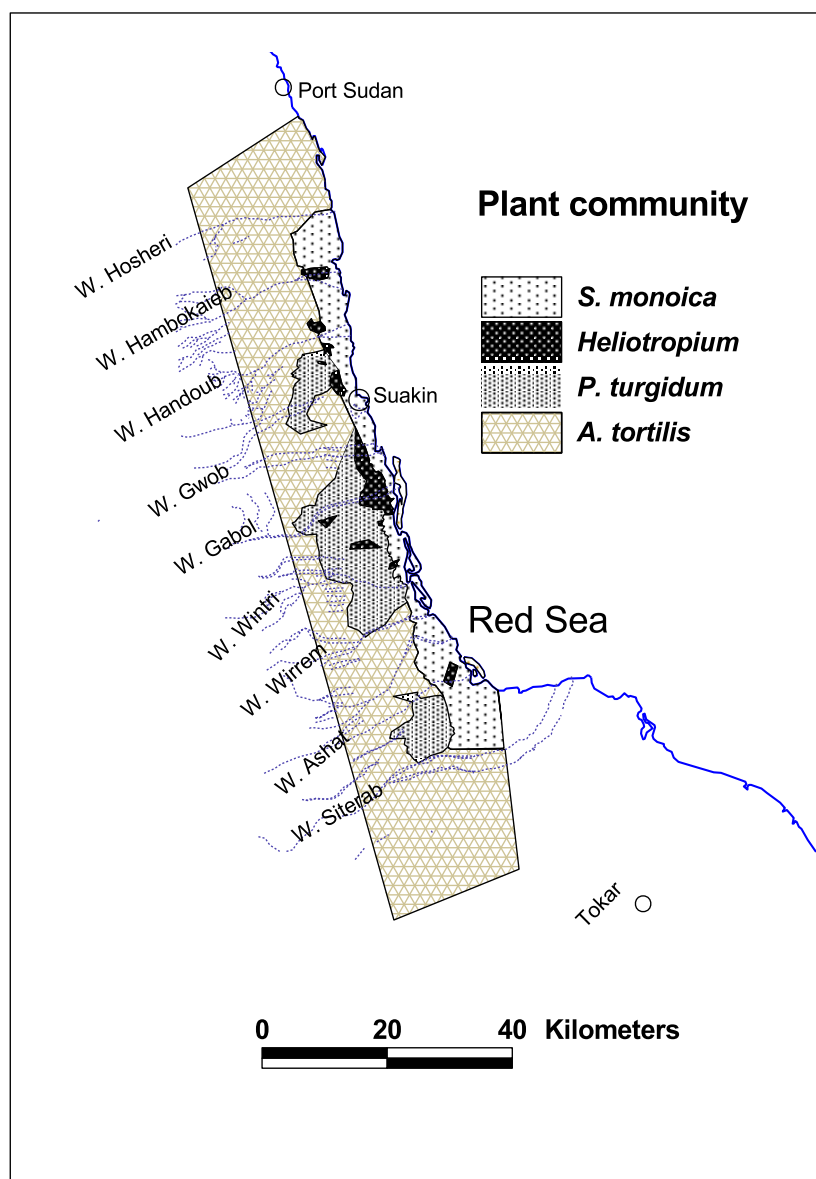 Port Sudan
Plant community
W. Hosheri
S. monoica
W. Hambokaieb
Heliotropium
P. turgidum
W. Handoub
Suakin
A. tortilis
W. Gwob
W. Gabol
W. Wintri
Red Sea
W. Wirrem
W. Ashat
W. Siterab
Tokar
0 20 40 Kilometers